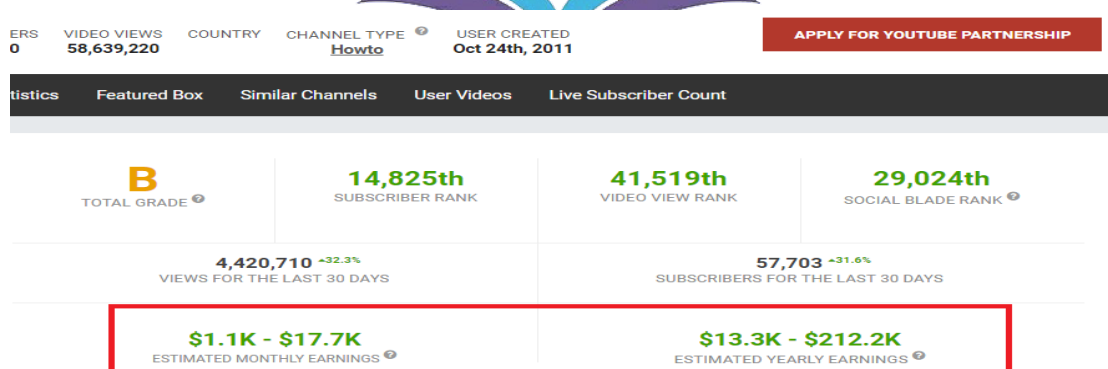 ERS VIDEO VIEWS COUNTRY CHANNEL TYPE USER CREATED
0 58,639,220 Howto Oct 24th, 2011
APPLY FOR YOUTUBE PARTNERSHIP
tistics Featured Box Similar Channels User Videos Live Subscriber Count
B 14,825th 41,519th 29,024th
TOTAL GRADE SUBSCRIBER RANK VIDEO VIEW RANK SOCIAL BLADE RANK
4,420,710 32.3% 57,703 31.6%
VIEWS FOR THE LAST 30 DAYS SUBSCRIBERS FOR THE LAST 30 DAYS
$1.1K - $17.7K $13.3K - $212.2K
ESTIMATED MONTHLY EARNINGS ESTIMATED YEARLY EARNINGS